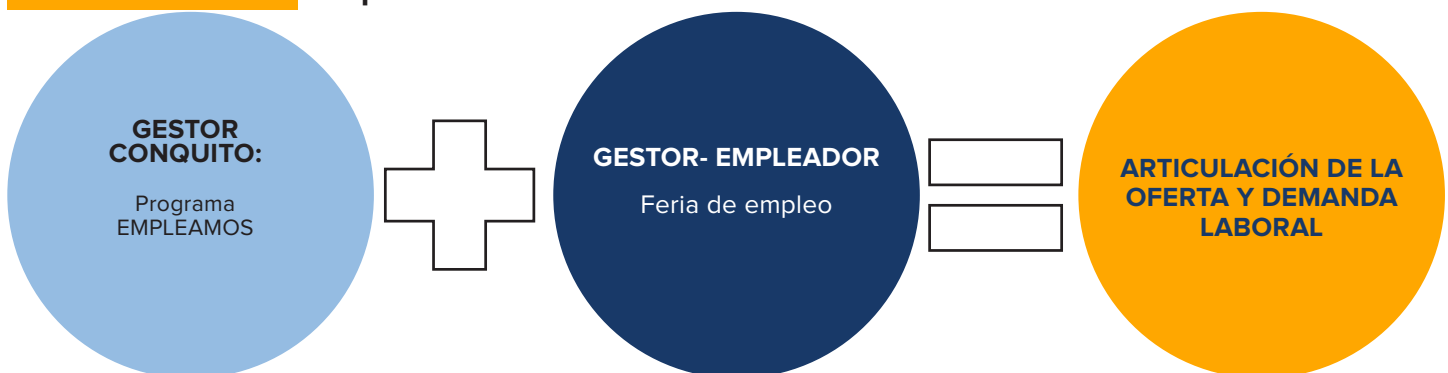 GESTOR
CONQUITO:
Programa
EMPLEAMOS
GESTOR- EMPLEADOR
Feria de empleo
ARTICULACIÓN DE LA
OFERTA Y DEMANDA
LABORAL